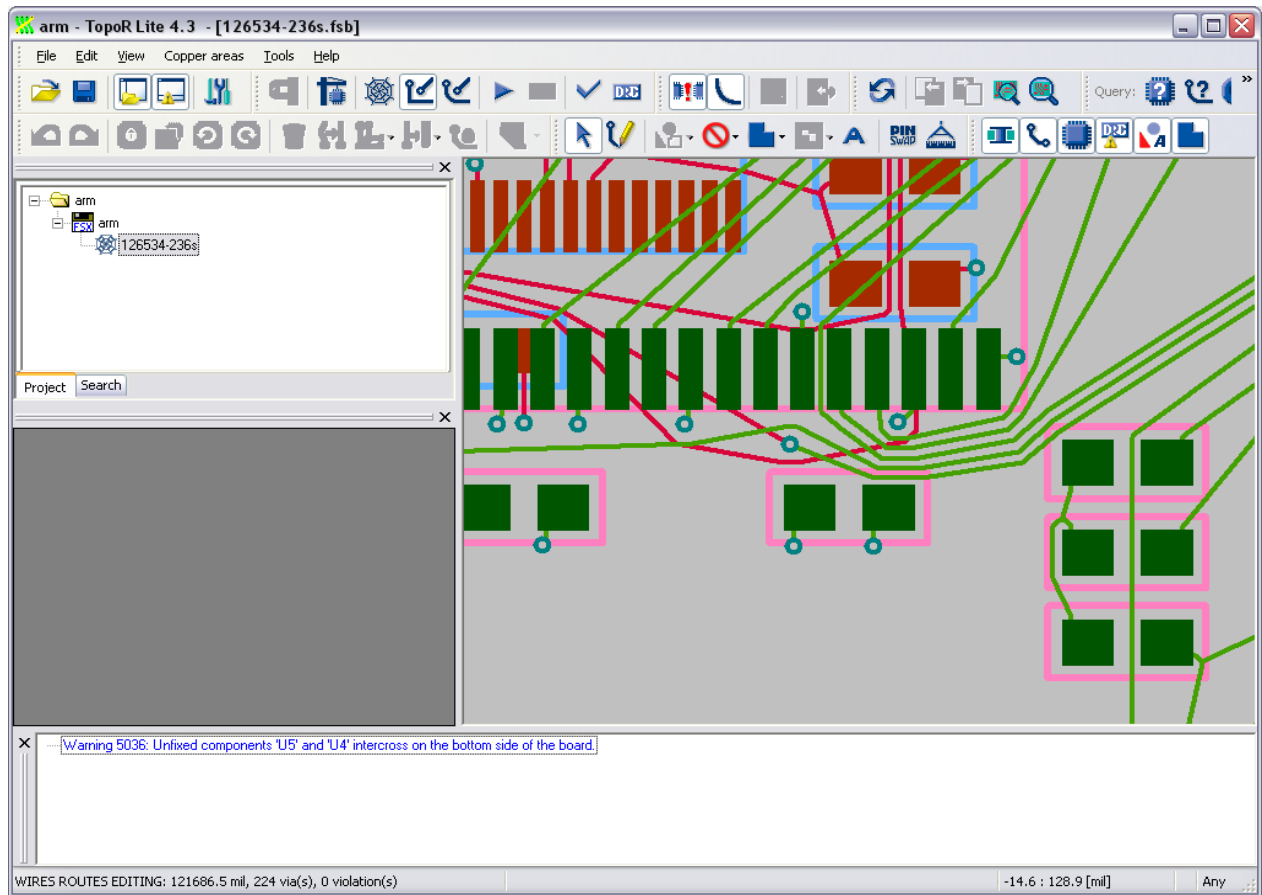 arm - TopoR Lite 4.3 - [126534-236s.fsb]
File Edit View Copper areas Tools Help
DRC Query: ? ? »
A PIN SWAP DRC A
arm
FSX arm
126534-236s
Project Search
Warning 5036: Unfixed components 'U5' and 'U4' intercross on the bottom side of the board.
WIRES ROUTES EDITING: 121686.5 mil, 224 via(s), 0 violation(s) -14.6 : 128.9 [mil] Any